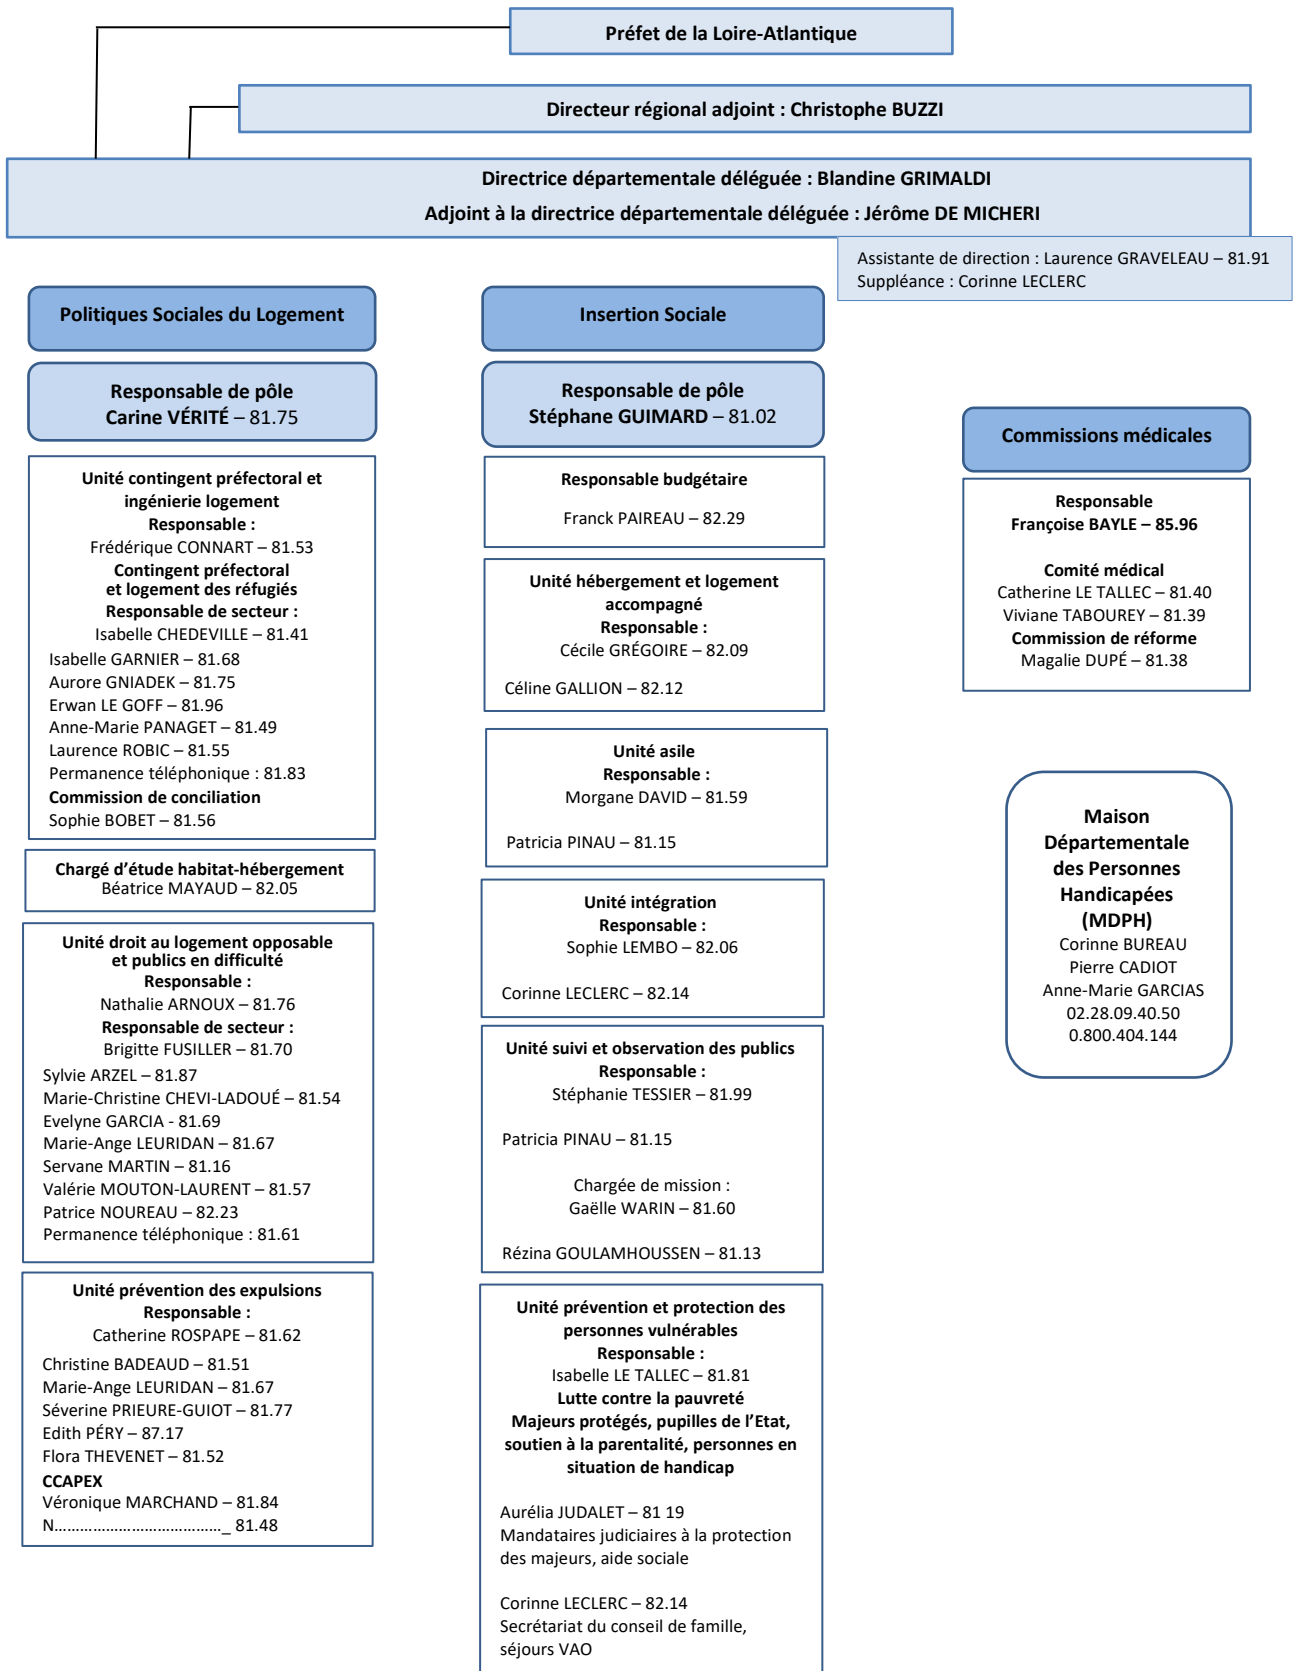 Préfet de la Loire-Atlantique
Directeur régional adjoint : Christophe BUZZI
Directrice départementale déléguée : Blandine GRIMALDI
Adjoint à la directrice départementale déléguée : Jérôme DE MICHERI
Assistante de direction : Laurence GRAVELEAU – 81.91
Suppléance : Corinne LECLERC
Politiques Sociales du Logement
Responsable de pôle
Carine VÉRITÉ – 81.75
Unité contingent préfectoral et
ingénierie logement
Responsable :
Frédérique CONNART – 81.53
Contingent préfectoral
et logement des réfugiés
Responsable de secteur :
Isabelle CHEDEVILLE – 81.41
Isabelle GARNIER – 81.68
Aurore GNIADEK – 81.75
Erwan LE GOFF – 81.96
Anne-Marie PANAGET – 81.49
Laurence ROBIC – 81.55
Permanence téléphonique : 81.83
Commission de conciliation
Sophie BOBET – 81.56
Chargé d’étude habitat-hébergement
Béatrice MAYAUD – 82.05
Unité droit au logement opposable
et publics en difficulté
Responsable :
Nathalie ARNOUX – 81.76
Responsable de secteur :
Brigitte FUSILLER – 81.70
Sylvie ARZEL – 81.87
Marie-Christine CHEVI-LADOUÉ – 81.54
Evelyne GARCIA - 81.69
Marie-Ange LEURIDAN – 81.67
Servane MARTIN – 81.16
Valérie MOUTON-LAURENT – 81.57
Patrice NOUREAU – 82.23
Permanence téléphonique : 81.61
Unité prévention des expulsions
Responsable :
Catherine ROSPAPE – 81.62
Christine BADEAUD – 81.51
Marie-Ange LEURIDAN – 81.67
Séverine PRIEURE-GUIOT – 81.77
Edith PÉRY – 87.17
Flora THEVENET – 81.52
CCAPEX
Véronique MARCHAND – 81.84
N…………………………………_ 81.48
Insertion Sociale
Responsable de pôle
Stéphane GUIMARD – 81.02
Responsable budgétaire
Franck PAIREAU – 82.29
Unité hébergement et logement
accompagné
Responsable :
Cécile GRÉGOIRE – 82.09
Céline GALLION – 82.12
Unité asile
Responsable :
Morgane DAVID – 81.59
Patricia PINAU – 81.15
Unité intégration
Responsable :
Sophie LEMBO – 82.06
Corinne LECLERC – 82.14
Unité suivi et observation des publics
Responsable :
Stéphanie TESSIER – 81.99
Patricia PINAU – 81.15
Chargée de mission :
Gaëlle WARIN – 81.60
Rézina GOULAMHOUSSEN – 81.13
Unité prévention et protection des
personnes vulnérables
Responsable :
Isabelle LE TALLEC – 81.81
Lutte contre la pauvreté
Majeurs protégés, pupilles de l’Etat,
soutien à la parentalité, personnes en
situation de handicap
Aurélia JUDALET – 81 19
Mandataires judiciaires à la protection
des majeurs, aide sociale
Corinne LECLERC – 82.14
Secrétariat du conseil de famille,
séjours VAO
Commissions médicales
Responsable
Françoise BAYLE – 85.96
Comité médical
Catherine LE TALLEC – 81.40
Viviane TABOUREY – 81.39
Commission de réforme
Magalie DUPÉ – 81.38
Maison
Départementale
des Personnes
Handicapées
(MDPH)
Corinne BUREAU
Pierre CADIOT
Anne-Marie GARCIAS
02.28.09.40.50
0.800.404.144